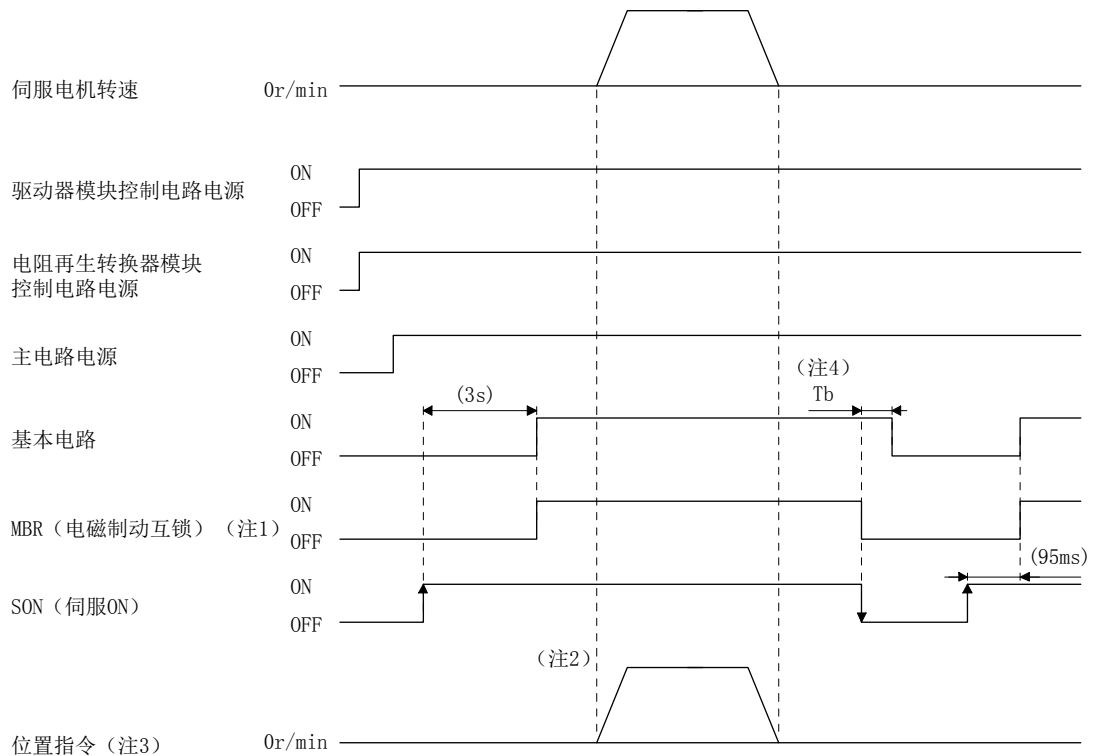 伺服电机转速 0r/min
驱动器模块控制电路电源 ON
OFF
电阻再生转换器模块
控制电路电源 ON
OFF
主电路电源 ON
OFF
(3s)
（注4）
Tb
基本电路 ON
OFF
MBR（电磁制动互锁）（注1） ON
OFF
(95ms)
SON（伺服ON） ON
OFF
（注2）
位置指令（注3） 0r/min